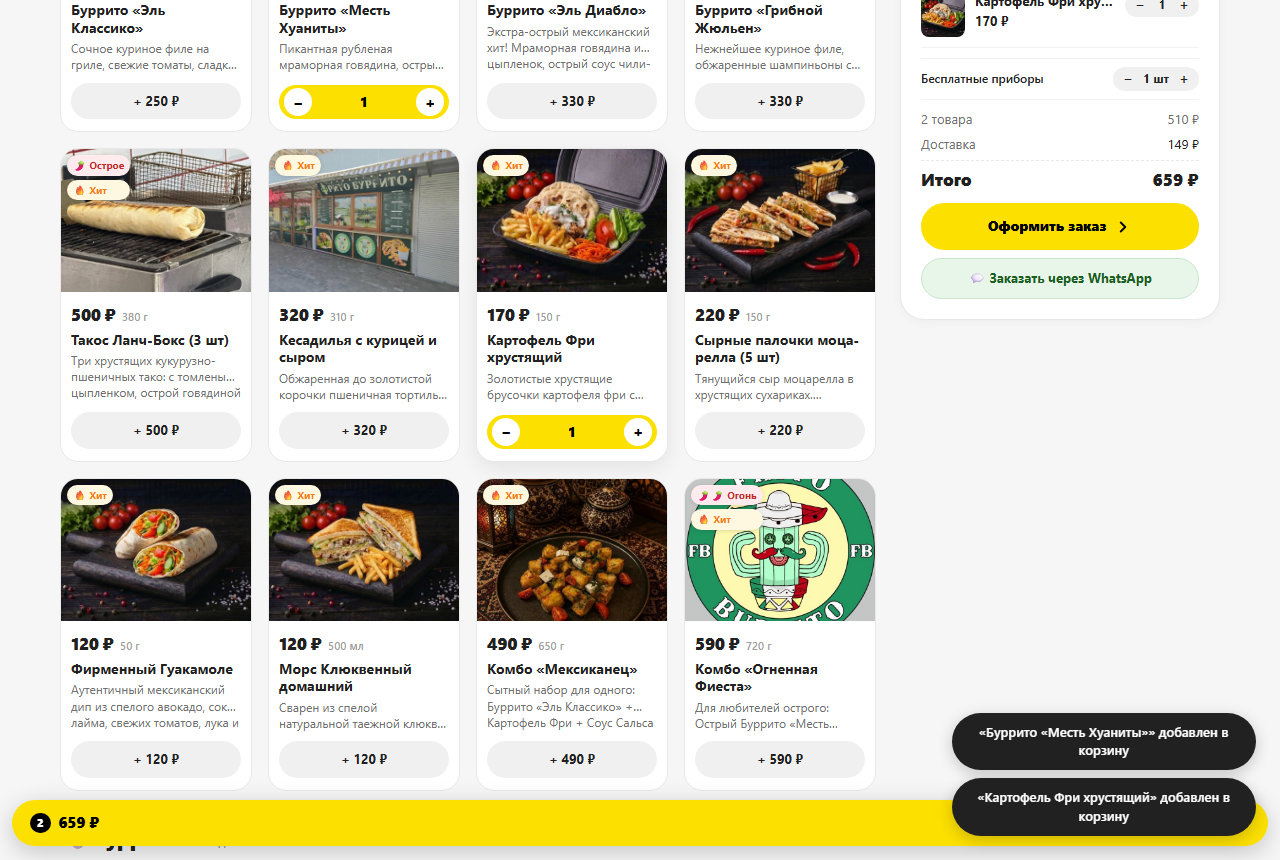 Буррито «Эль
Классико»
Сочное куриное филе на
гриле, свежие томаты, сладк...
+ 250 ₽
Буррито «Месть
Хуаниты»
Пикантная рубленая
мраморная говядина, остры...
−
1
+
Буррито «Эль Диабло»
Экстра-острый мексиканский
хит! Мраморная говядина и...
цыпленок, острый соус чили-
+ 330 ₽
Буррито «Грибной
Жюльен»
Нежнейшее куриное филе,
обжаренные шампиньоны с...
+ 330 ₽
Острое
Хит
500 ₽ 380 г
Такос Ланч-Бокс (3 шт)
Три хрустящих кукурузно-
пшеничных тако: с томлены...
цыпленком, острой говядиной
+ 500 ₽
Хит
320 ₽ 310 г
Кесадилья с курицей и
сыром
Обжаренная до золотистой
корочки пшеничная тортиль...
+ 320 ₽
Хит
170 ₽ 150 г
Картофель Фри
хрустящий
Золотистые хрустящие
брусочки картофеля фри с...
−
1
+
Хит
220 ₽ 150 г
Сырные палочки моца-
релла (5 шт)
Тянущийся сыр моцарелла в
хрустящих сухариках....
+ 220 ₽
Хит
120 ₽ 50 г
Фирменный Гуакамоле
Аутентичный мексиканский
дип из спелого авокадо, сок...
лайма, свежих томатов, лука и
+ 120 ₽
Хит
120 ₽ 500 мл
Морс Клюквенный
домашний
Сварен из спелой
натуральной таежной клюкв...
+ 120 ₽
Хит
490 ₽ 650 г
Комбо «Мексиканец»
Сытный набор для одного:
Буррито «Эль Классико» +...
Картофель Фри + Соус Сальса
+ 490 ₽
Огонь
Хит
FB
FB
590 ₽ 720 г
Комбо «Огненная
Фиеста»
Для любителей острого:
Острый Буррито «Месть...
+ 590 ₽
Картофель Фри хру...
170 ₽
− 1 +
Бесплатные приборы
− 1 шт +
2 товара 510 ₽
Доставка 149 ₽
Итого 659 ₽
Оформить заказ
Заказать через WhatsApp
«Буррито «Месть Хуаниты»» добавлен в
корзину
«Картофель Фри хрустящий» добавлен в
корзину
2 659 ₽